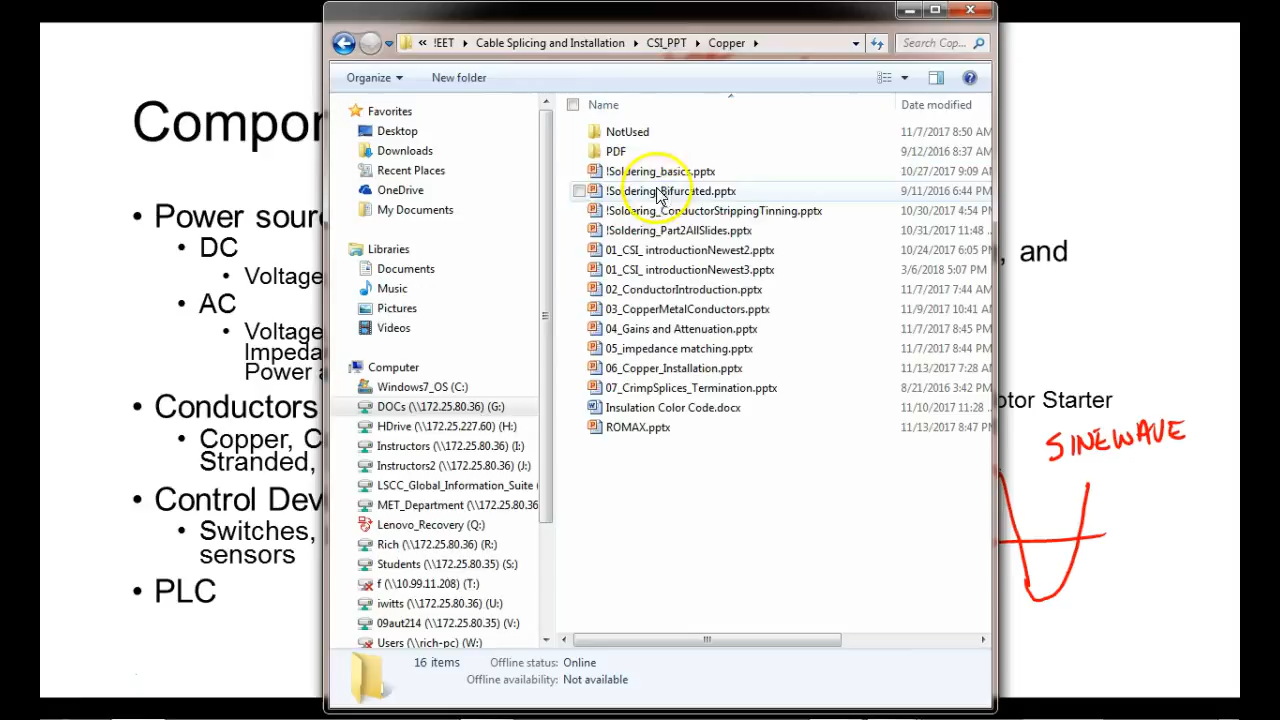 « !EET Cable Splicing and Installation CSI_PPT Copper Search Cop...
Organize New folder
Favorites
Desktop
Downloads
Recent Places
OneDrive
My Documents
Libraries
Documents
Music
Pictures
Videos
Computer
Windows7_OS (C:)
DOCs (\\172.25.80.36) (G:)
HDrive (\\172.25.227.60) (H:)
Instructors (\\172.25.80.36) (I:)
Instructors2 (\\172.25.80.36) (J:)
LSCC_Global_Information_Suite (
MET_Department (\\172.25.80.36
Lenovo_Recovery (Q:)
Rich (\\172.25.80.36) (R:)
Students (\\172.25.80.35) (S:)
f (\\10.99.11.208) (T:)
iwitts (\\172.25.80.36) (U:)
09aut214 (\\172.25.80.35) (V:)
Users (\\rich-pc) (W:)
Name Date modified
NotUsed 11/7/2017 8:50 AM
PDF 9/12/2016 8:37 AM
!Soldering_basics.pptx 10/27/2017 9:09 AM
!Soldering_Bifurcated.pptx 9/11/2016 6:44 PM
!Soldering_ConductorStrippingTinning.pptx 10/30/2017 4:54 PM
!Soldering_Part2AllSlides.pptx 10/31/2017 11:48
01_CSI_ introductionNewest2.pptx 10/24/2017 6:05 PM
01_CSI_ introductionNewest3.pptx 3/6/2018 5:07 PM
02_ConductorIntroduction.pptx 11/7/2017 7:44 AM
03_CopperMetalConductors.pptx 11/9/2017 10:41 AM
04_Gains and Attenuation.pptx 11/7/2017 8:45 PM
05_impedance matching.pptx 11/7/2017 8:44 PM
06_Copper_Installation.pptx 11/13/2017 7:28 AM
07_CrimpSplices_Termination.pptx 8/21/2016 3:42 PM
Insulation Color Code.docx 11/10/2017 11:28
ROMAX.pptx 11/13/2017 8:47 PM
16 items Offline status: Online
Offline availability: Not available
Compon
• Power sour
• DC
• Voltage
• AC
Voltage
Impeda
Power a
• Conductors
• Copper, C
Stranded,
• Control Dev
• Switches,
sensors
• PLC
, and
otor Starter
SINEWAVE